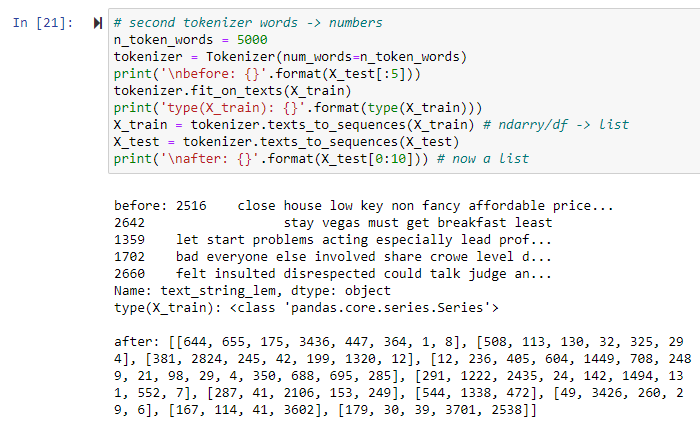 In [21]:
# second tokenizer words -> numbers
n_token_words = 5000
tokenizer = Tokenizer(num_words=n_token_words)
print('\nbefore: {}'.format(X_test[:5]))
tokenizer.fit_on_texts(X_train)
print('type(X_train): {}'.format(type(X_train)))
X_train = tokenizer.texts_to_sequences(X_train) # ndarry/df -> list
X_test = tokenizer.texts_to_sequences(X_test)
print('\nafter: {}'.format(X_test[0:10])) # now a list
before: 2516    close house low key non fancy affordable price...
2642                  stay vegas must get breakfast least
1359    let start problems acting especially lead prof...
1702    bad everyone else involved share crowe level d...
2660    felt insulted disrespected could talk judge an...
Name: text_string_lem, dtype: object
type(X_train): <class 'pandas.core.series.Series'>
after: [[644, 655, 175, 3436, 447, 364, 1, 8], [508, 113, 130, 32, 325, 29
4], [381, 2824, 245, 42, 199, 1320, 12], [12, 236, 405, 604, 1449, 708, 248
9, 21, 98, 29, 4, 350, 688, 695, 285], [291, 1222, 2435, 24, 142, 1494, 13
1, 552, 7], [287, 41, 2106, 153, 249], [544, 1338, 472], [49, 3426, 260, 2
9, 6], [167, 114, 41, 3602], [179, 30, 39, 3701, 2538]]